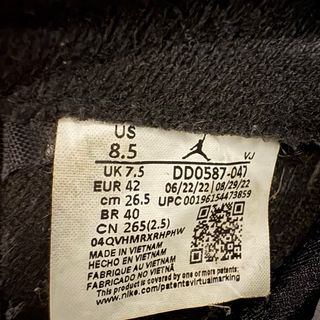 US
8.5
VJ
UK 7.5 DD0587-047
EUR 42 06/22/22 08/29/22
cm 26.5 UPC 00196154473859
BR 40
CN 265(2.5)
04QVHMRXRHPHW
MADE IN VIETNAM
HECHO EN VIETNAM
FABRIQUE AU VIETNAM
FABRICADO NO VIETNÃ
This product is covered by one or more patents:
www.nike.com/patentsvirtualmarking